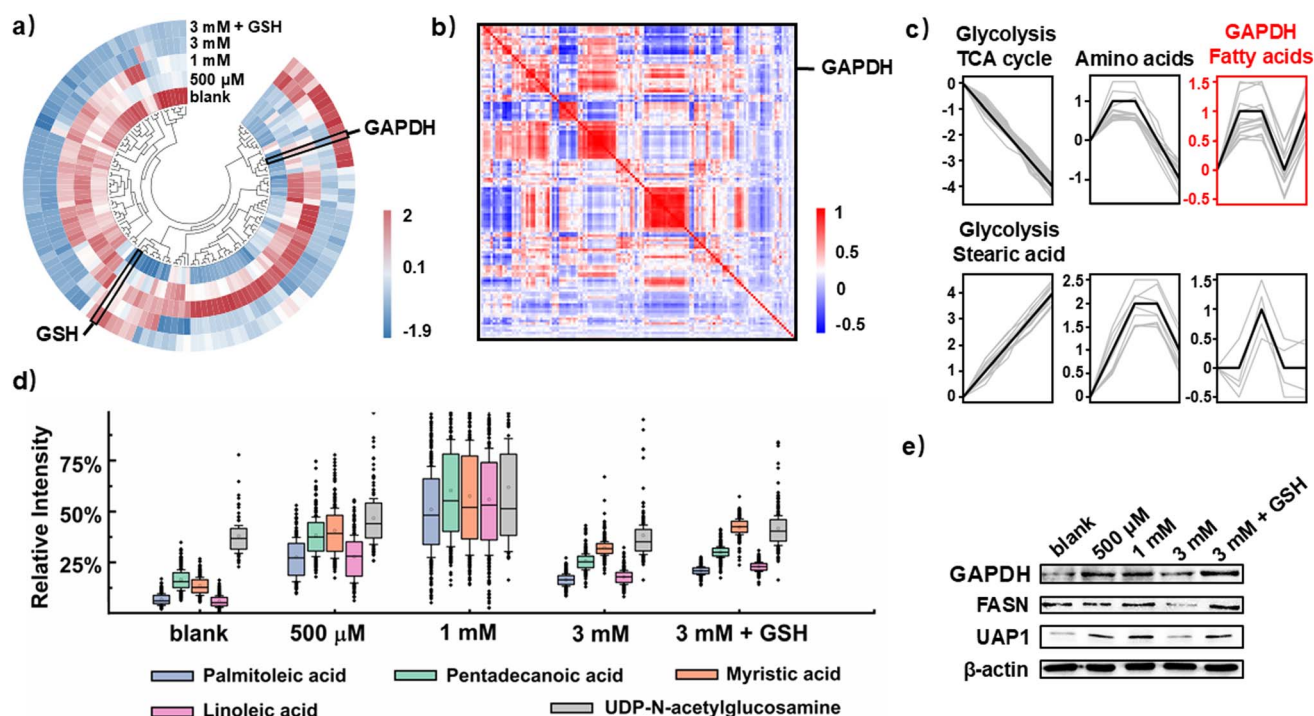 a)
3 mM + GSH
3 mM
1 mM
500 µM
blank
GAPDH
GSH
2
0.1
-1.9
b)
GAPDH
1
0.5
0
-0.5
c)
Glycolysis
TCA cycle
0
-1
-2
-3
-4
Amino acids
1
0
-1
GAPDH
Fatty acids
1.5
1
0.5
0
-0.5
Glycolysis
Stearic acid
4
3
2
1
0
2.5
2
1.5
1
0.5
0
1.5
1
0.5
0
-0.5
d)
Relative Intensity
75%
50%
25%
blank
500 µM
1 mM
3 mM
3 mM + GSH
Palmitoleic acid
Pentadecanoic acid
Myristic acid
Linoleic acid
UDP-N-acetylglucosamine
e)
blank
500 µM
1 mM
3 mM
3 mM + GSH
GAPDH
FASN
UAP1
β-actin